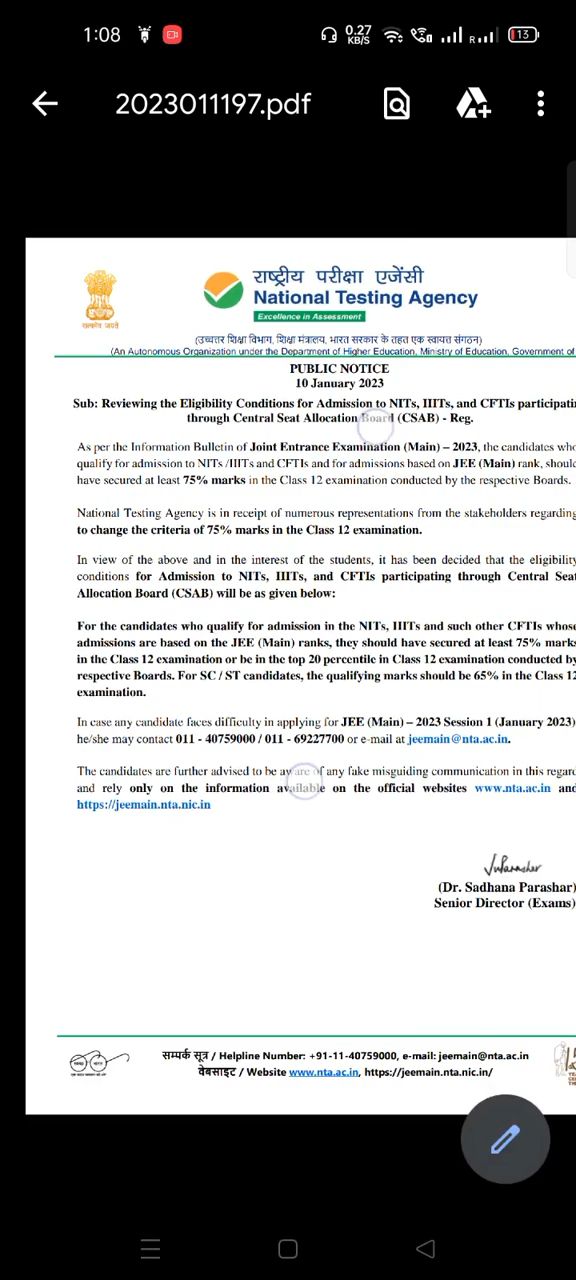 1:08 0.27 KB/S R 13
2023011197.pdf
राष्ट्रीय परीक्षा एजेंसी
National Testing Agency
Excellence in Assessment
सत्यमेव जयते
(उच्चतर शिक्षा विभाग, शिक्षा मंत्रालय, भारत सरकार के तहत एक स्वायत्त संगठन)
(An Autonomous Organization under the Department of Higher Education, Ministry of Education, Government of
PUBLIC NOTICE
10 January 2023
Sub: Reviewing the Eligibility Conditions for Admission to NITs, IIITs, and CFTIs participatin
through Central Seat Allocation Board (CSAB) - Reg.
As per the Information Bulletin of Joint Entrance Examination (Main) – 2023, the candidates who
qualify for admission to NITs /IIITs and CFTIs and for admissions based on JEE (Main) rank, shoul
have secured at least 75% marks in the Class 12 examination conducted by the respective Boards.
National Testing Agency is in receipt of numerous representations from the stakeholders regarding
to change the criteria of 75% marks in the Class 12 examination.
In view of the above and in the interest of the students, it has been decided that the eligibility
conditions for Admission to NITs, IIITs, and CFTIs participating through Central Seat
Allocation Board (CSAB) will be as given below:
For the candidates who qualify for admission in the NITs, IIITs and such other CFTIs whose
admissions are based on the JEE (Main) ranks, they should have secured at least 75% marks
in the Class 12 examination or be in the top 20 percentile in Class 12 examination conducted by
respective Boards. For SC / ST candidates, the qualifying marks should be 65% in the Class 12
examination.
In case any candidate faces difficulty in applying for JEE (Main) – 2023 Session 1 (January 2023)
he/she may contact 011 - 40759000 / 011 - 69227700 or e-mail at jeemain@nta.ac.in.
The candidates are further advised to be aware of any fake misguiding communication in this regard
and rely only on the information available on the official websites www.nta.ac.in and
https://jeemain.nta.nic.in
(Dr. Sadhana Parashar)
Senior Director (Exams)
सम्पर्क सूत्र / Helpline Number: +91-11-40759000, e-mail: jeemain@nta.ac.in
वेबसाइट / Website www.nta.ac.in, https://jeemain.nta.nic.in/